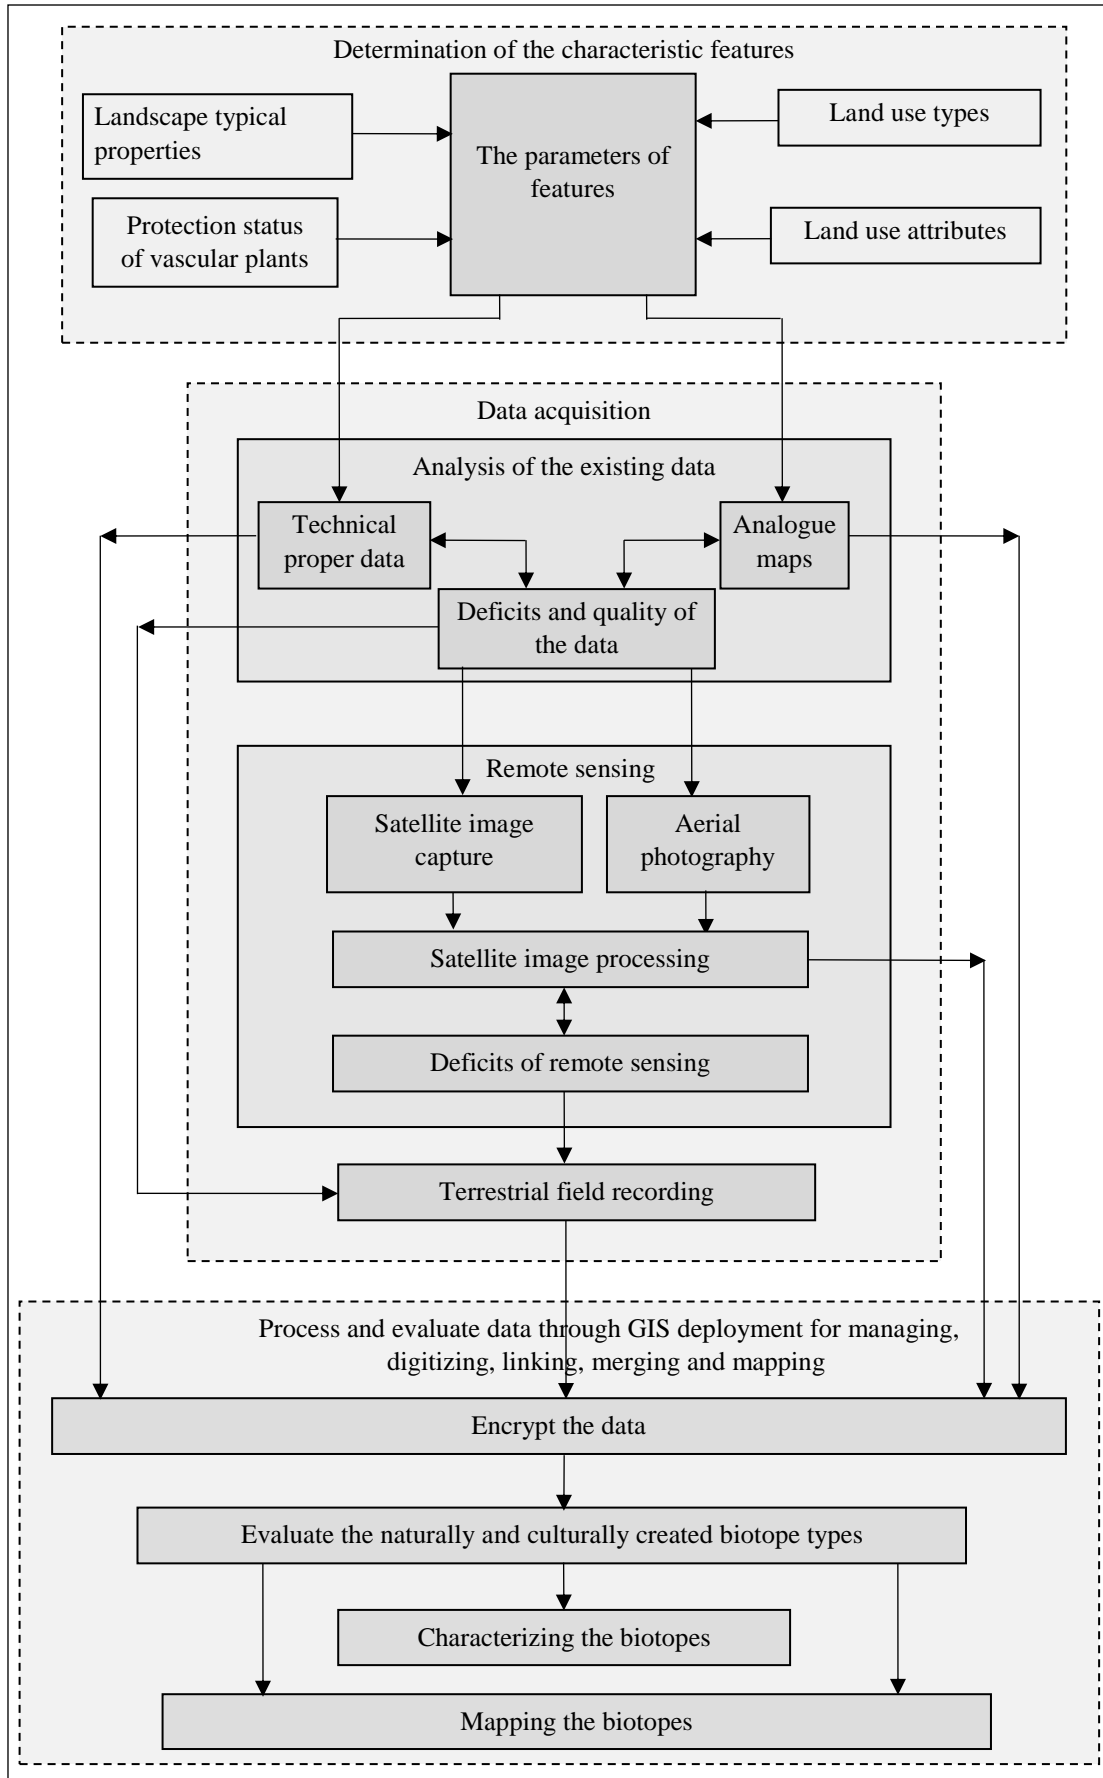 Determination of the characteristic features
Landscape typical
properties
The parameters of
features
Land use types
Protection status
of vascular plants
Land use attributes
Data acquisition
Analysis of the existing data
Technical
proper data
Analogue
maps
Deficits and quality of
the data
Remote sensing
Satellite image
capture
Aerial
photography
Satellite image processing
Deficits of remote sensing
Terrestrial field recording
Process and evaluate data through GIS deployment for managing,
digitizing, linking, merging and mapping
Encrypt the data
Evaluate the naturally and culturally created biotope types
Characterizing the biotopes
Mapping the biotopes